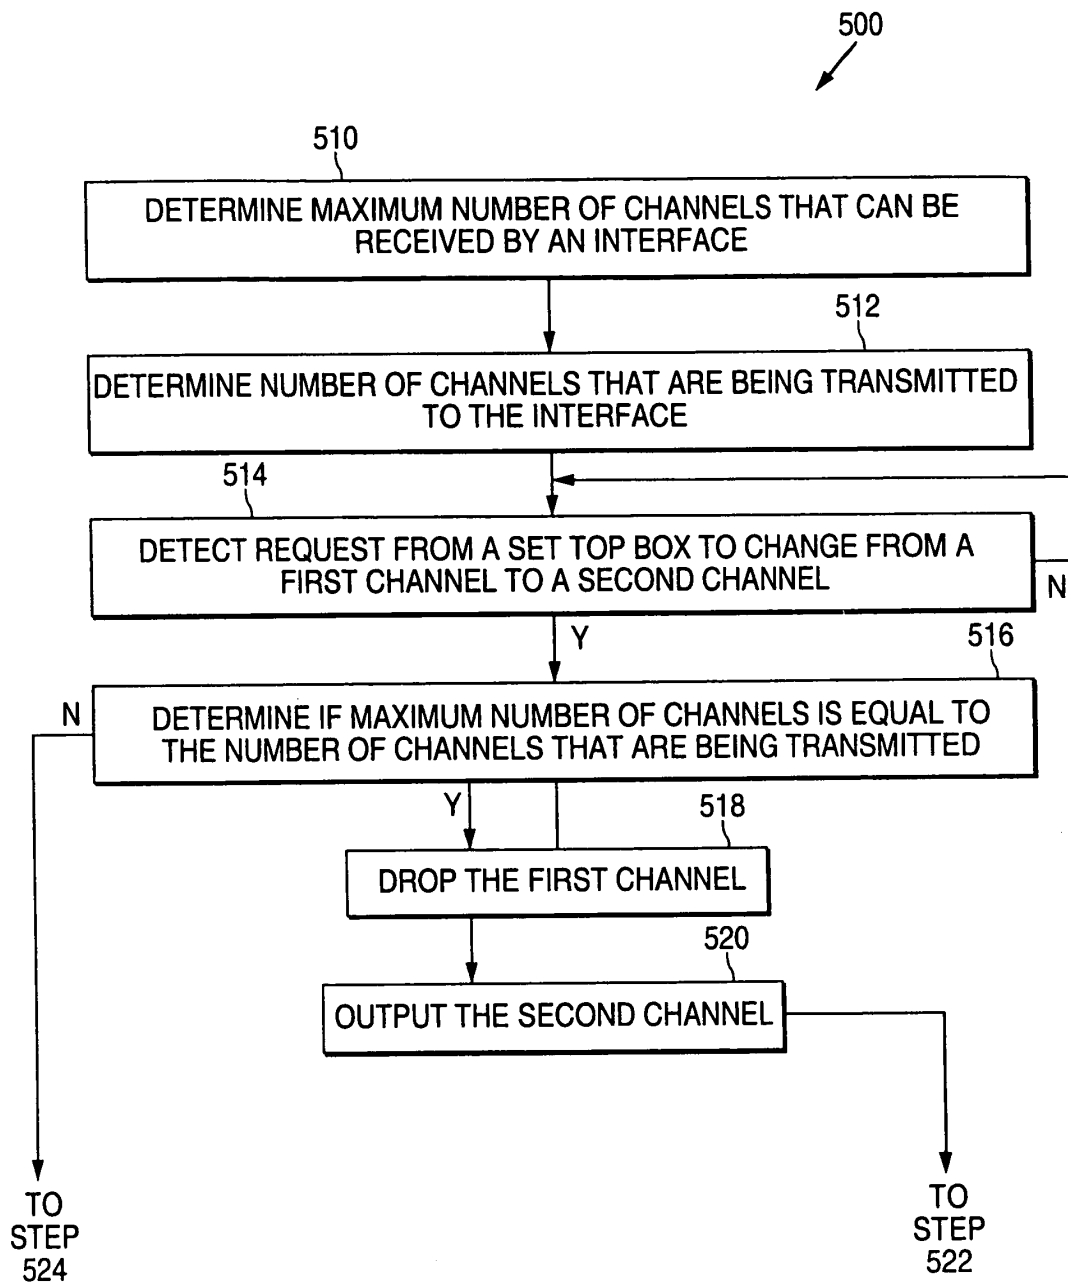 500
510
DETERMINE MAXIMUM NUMBER OF CHANNELS THAT CAN BE
RECEIVED BY AN INTERFACE
512
DETERMINE NUMBER OF CHANNELS THAT ARE BEING TRANSMITTED
TO THE INTERFACE
514
DETECT REQUEST FROM A SET TOP BOX TO CHANGE FROM A
FIRST CHANNEL TO A SECOND CHANNEL
N
Y
516
N
DETERMINE IF MAXIMUM NUMBER OF CHANNELS IS EQUAL TO
THE NUMBER OF CHANNELS THAT ARE BEING TRANSMITTED
Y
518
DROP THE FIRST CHANNEL
520
OUTPUT THE SECOND CHANNEL
TO
STEP
524
TO
STEP
522